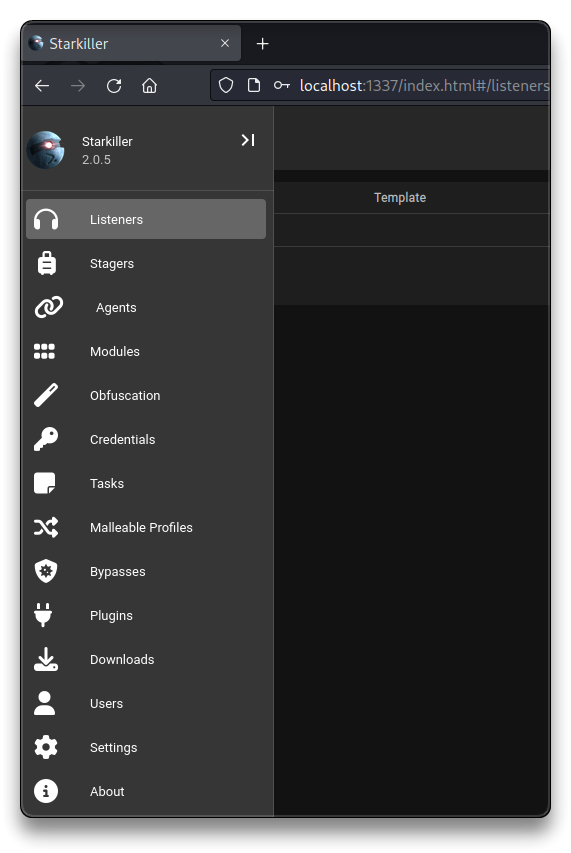 Starkiller
localhost:1337/index.html#/listeners
Starkiller
2.0.5
Template
Listeners
Stagers
Agents
Modules
Obfuscation
Credentials
Tasks
Malleable Profiles
Bypasses
Plugins
Downloads
Users
Settings
About